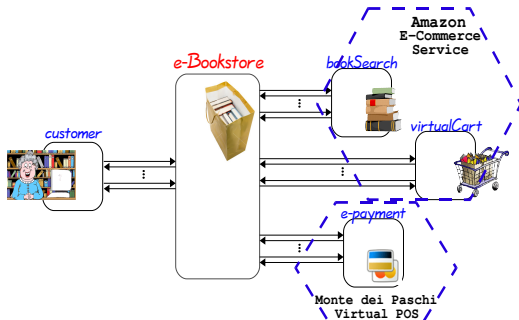 Amazon
E-Commerce
Service
e-Bookstore
bookSearch
virtualCart
customer
e-payment
Monte dei Paschi
Virtual POS